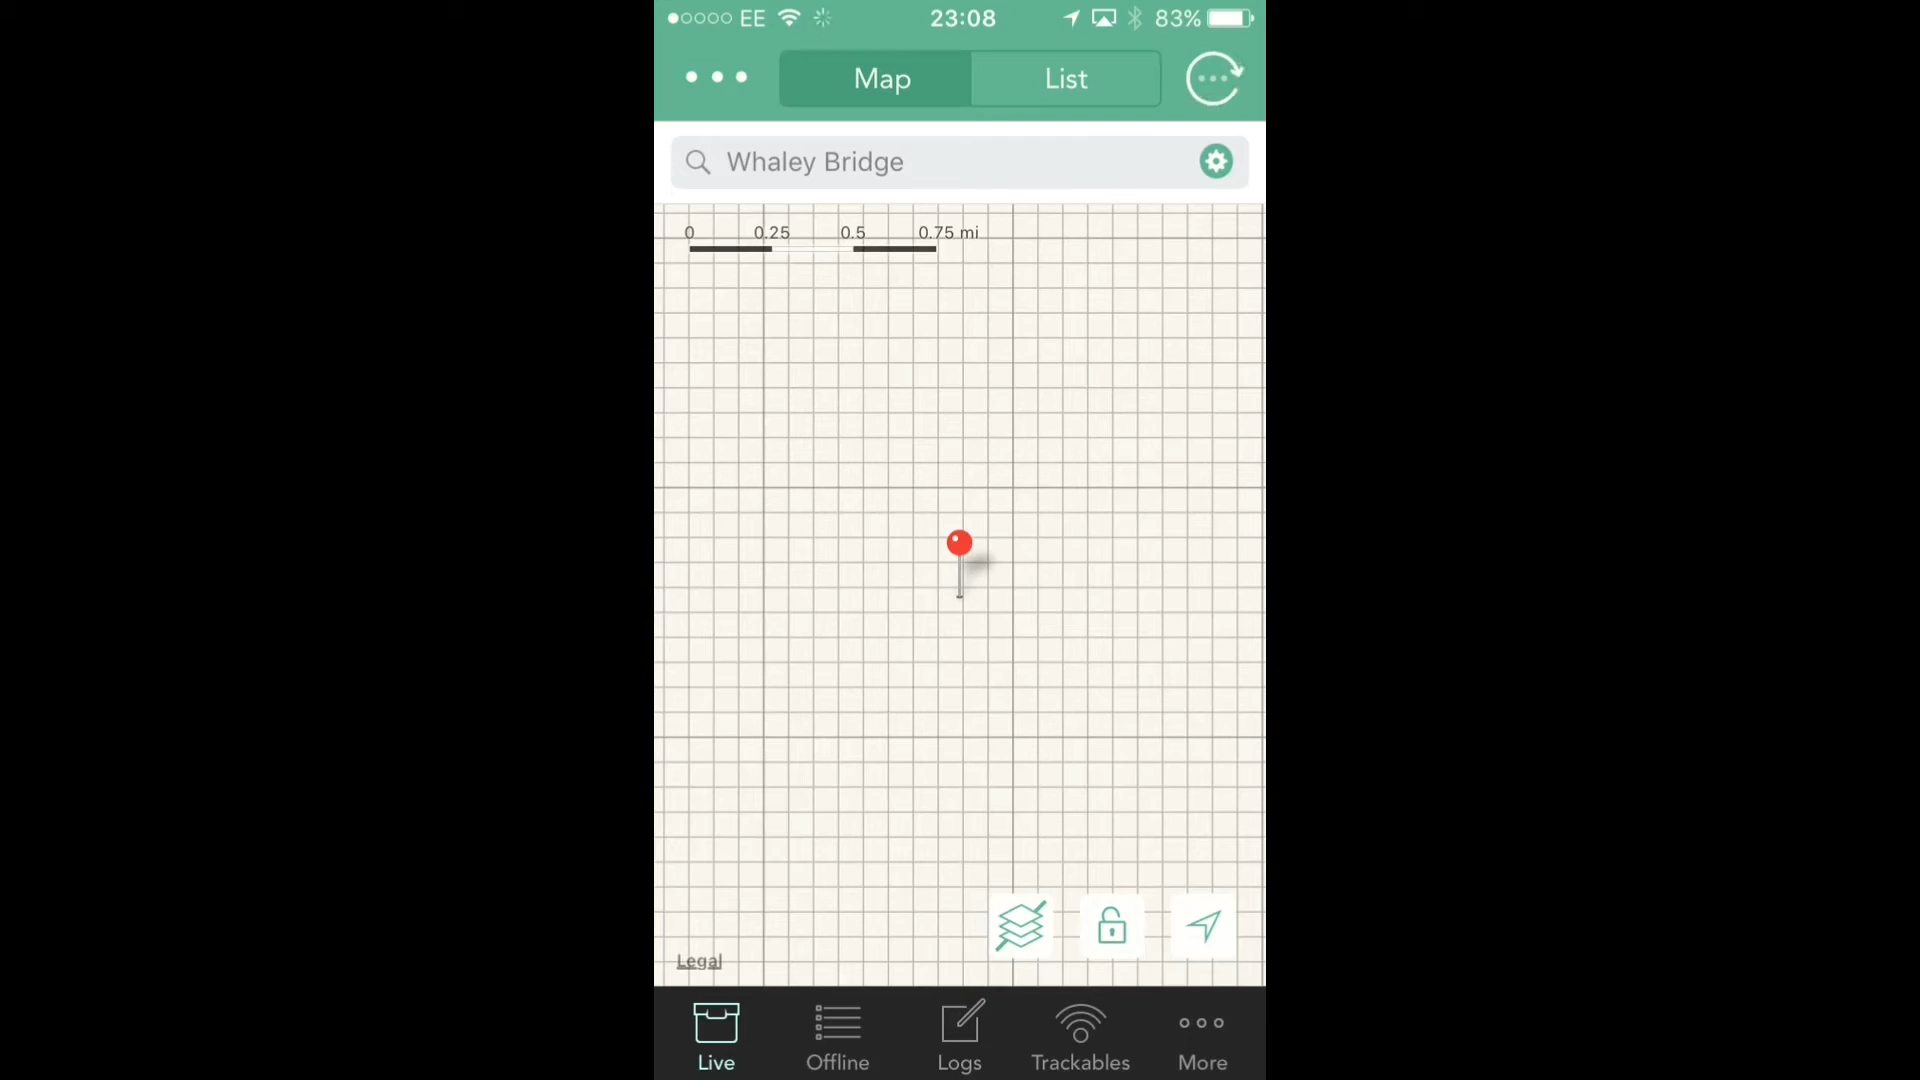 EE 23:08 83%
Map List
Whaley Bridge
0 0.25 0.5 0.75 mi
Legal
Live Offline Logs Trackables More